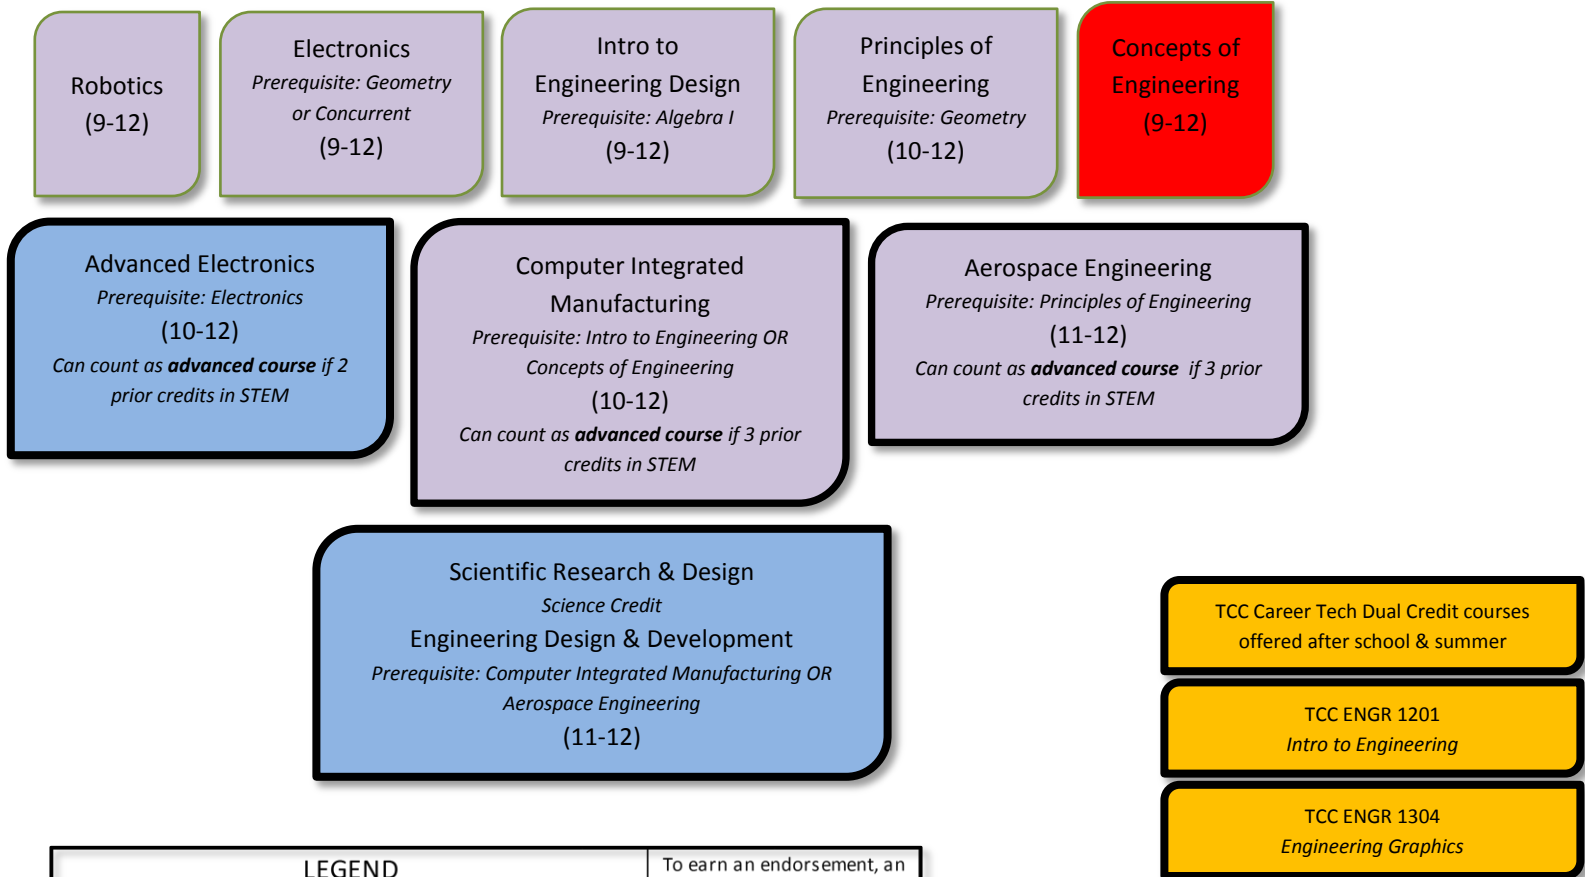 Robotics
(9-12)
Electronics
Prerequisite: Geometry
or Concurrent
(9-12)
Intro to
Engineering Design
Prerequisite: Algebra I
(9-12)
Principles of
Engineering
Prerequisite: Geometry
(10-12)
Concepts of
Engineering
(9-12)
Advanced Electronics
Prerequisite: Electronics
(10-12)
Can count as advanced course if 2
prior credits in STEM
Computer Integrated
Manufacturing
Prerequisite: Intro to Engineering OR
Concepts of Engineering
(10-12)
Can count as advanced course if 3 prior
credits in STEM
Aerospace Engineering
Prerequisite: Principles of Engineering
(11-12)
Can count as advanced course if 3 prior
credits in STEM
Scientific Research & Design
Science Credit
Engineering Design & Development
Prerequisite: Computer Integrated Manufacturing OR
Aerospace Engineering
(11-12)
TCC Career Tech Dual Credit courses
offered after school & summer
TCC ENGR 1201
Intro to Engineering
TCC ENGR 1304
Engineering Graphics
LEGEND
To earn an endorsement, an